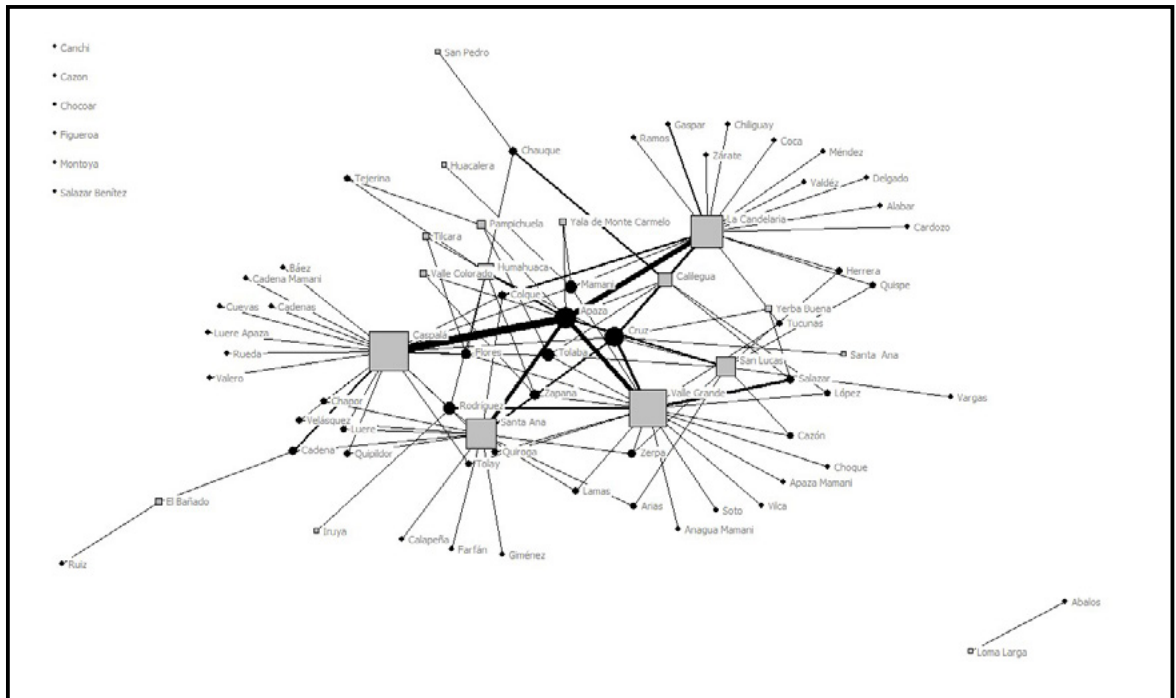 Carichi
Cazon
Chocoar
Figueroa
Montoya
Salazar Benítez
San Pedro
Gaspar
Chiliguay
Ramos
Coca
Chauque
Zárate
Méndez
Huacalera
Tejerina
Valdéz
Delgado
Alabar
La Candelaria
Pampichuela
Yala de Monte Carmelo
Cardozo
Tilcara
Báez
Humahuaca
Valle Colorado
Herrera
Cadena Mamani
Calilegua
Mamani
Quispe
Colque
Cuevas
Cadenas
Apaza
Yerba Buena
Tucunas
Luere Apaza
Caspalá
Cruz
Rueda
Flores
Tolaba
Santa Ana
San Lucas
Valero
Salazar
Zapana
Valle Grande
López
Vargas
Chapor
Rodríguez
Velásquez
Luere
Santa Ana
Cazón
Cadena
Quipildor
Quiroga
Zerpa
Talay
Choque
Apaza Mamani
Lamas
El Bañado
Arias
Soto
Vilca
Iruya
Anagua Mamani
Calapeña
Farfán
Giménez
Ruiz
Abalos
Loma Larga